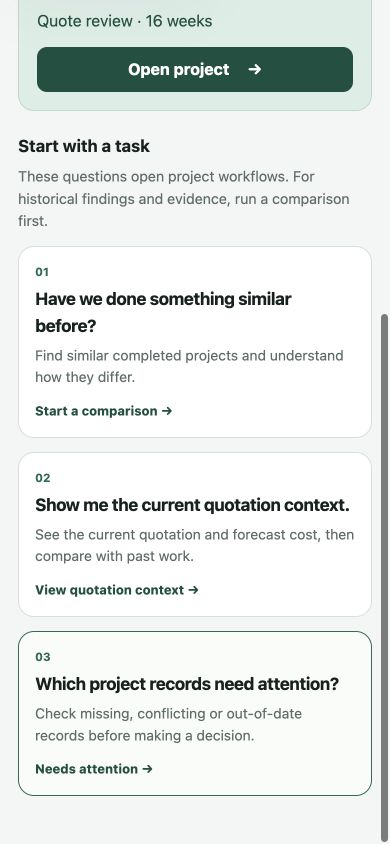 Quote review · 16 weeks
Open project →
Start with a task
These questions open project workflows. For
historical findings and evidence, run a comparison
first.
01
Have we done something similar
before?
Find similar completed projects and understand
how they differ.
Start a comparison →
02
Show me the current quotation context.
See the current quotation and forecast cost, then
compare with past work.
View quotation context →
03
Which project records need attention?
Check missing, conflicting or out-of-date
records before making a decision.
Needs attention →